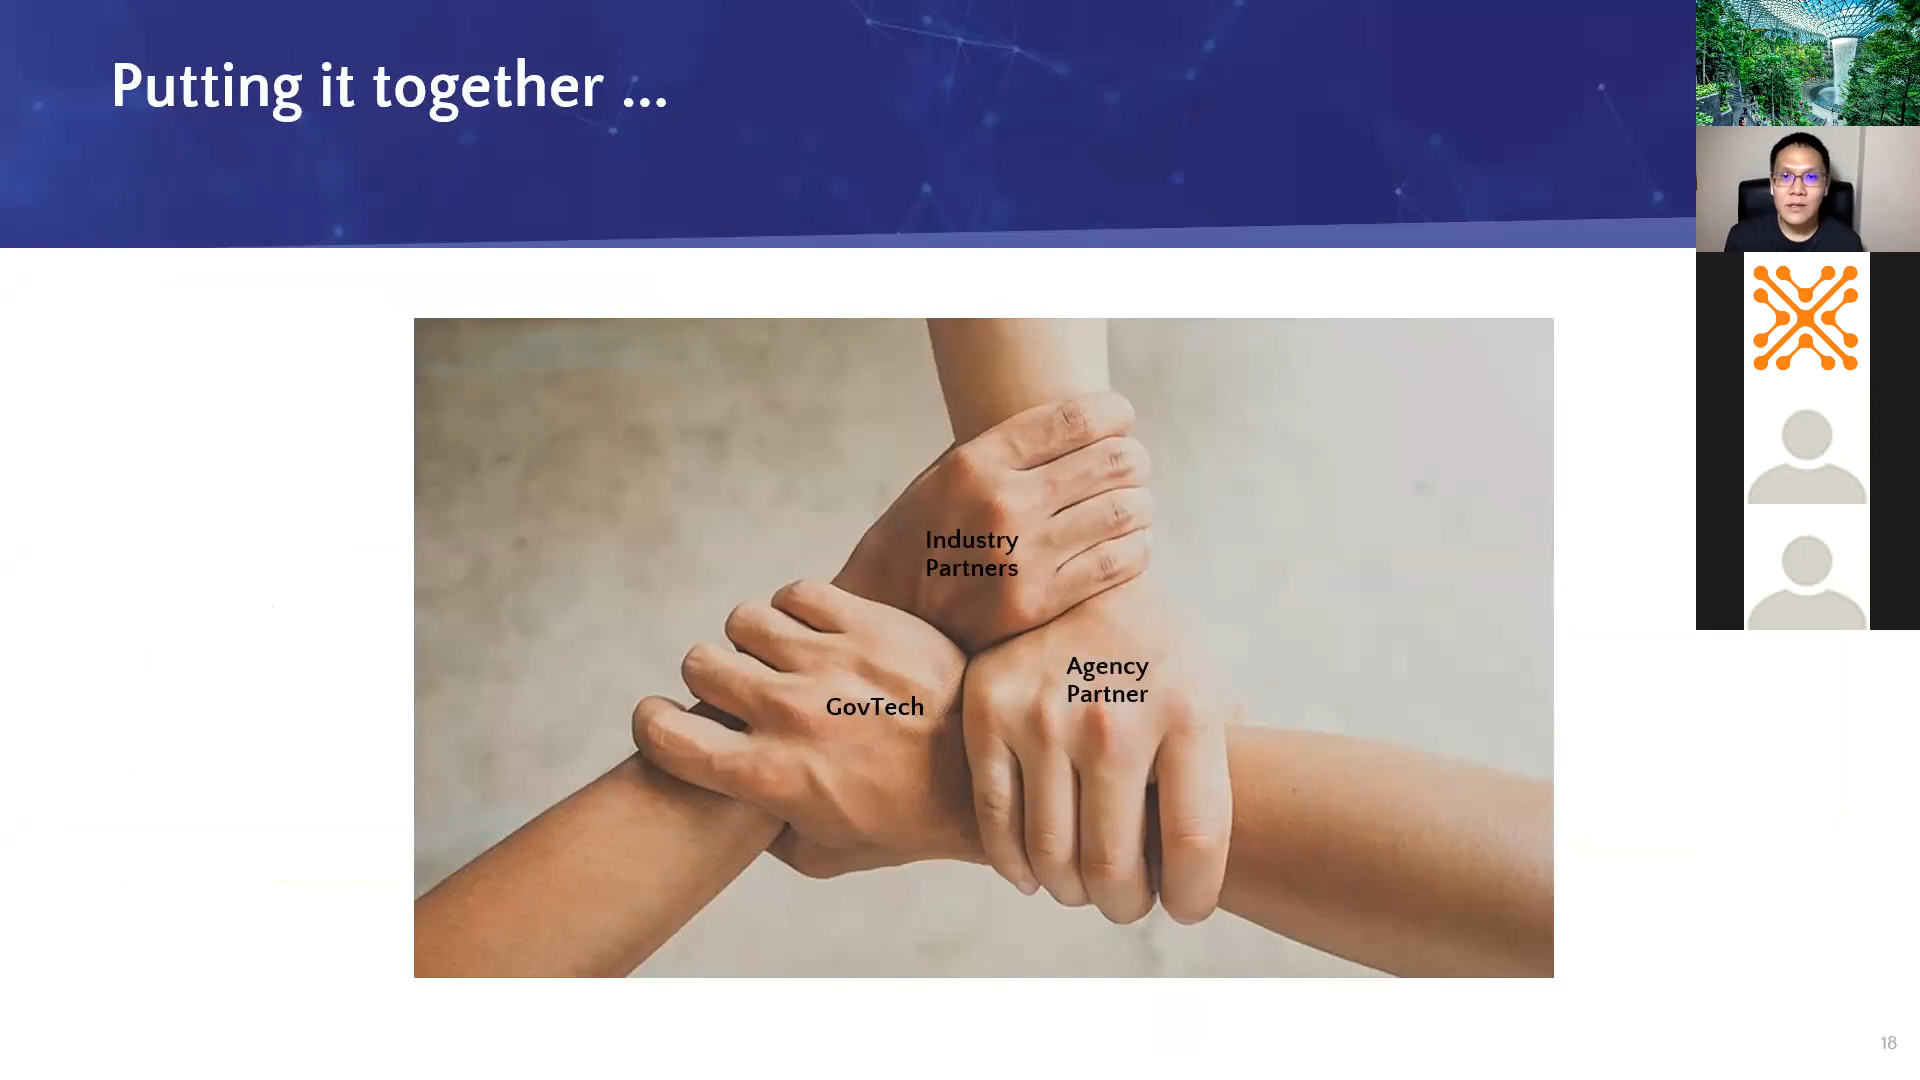 Putting it together ...
Industry
Partners
Agency
Partner
GovTech
18